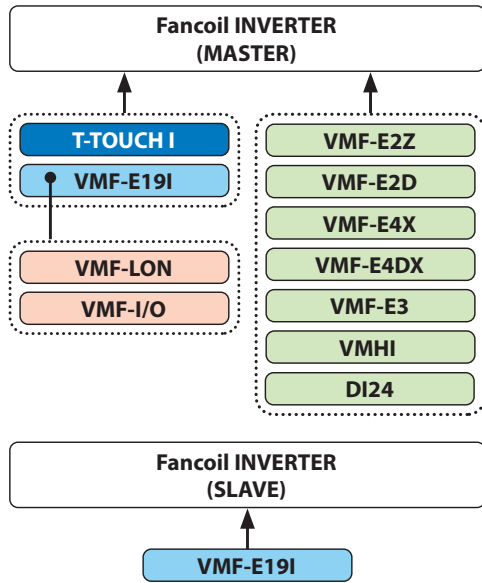 Fancoil INVERTER
(MASTER)
T-TOUCH I
VMF-E19I
VMF-LON
VMF-I/O
VMF-E2Z
VMF-E2D
VMF-E4X
VMF-E4DX
VMF-E3
VMHI
DI24
Fancoil INVERTER
(SLAVE)
VMF-E19I